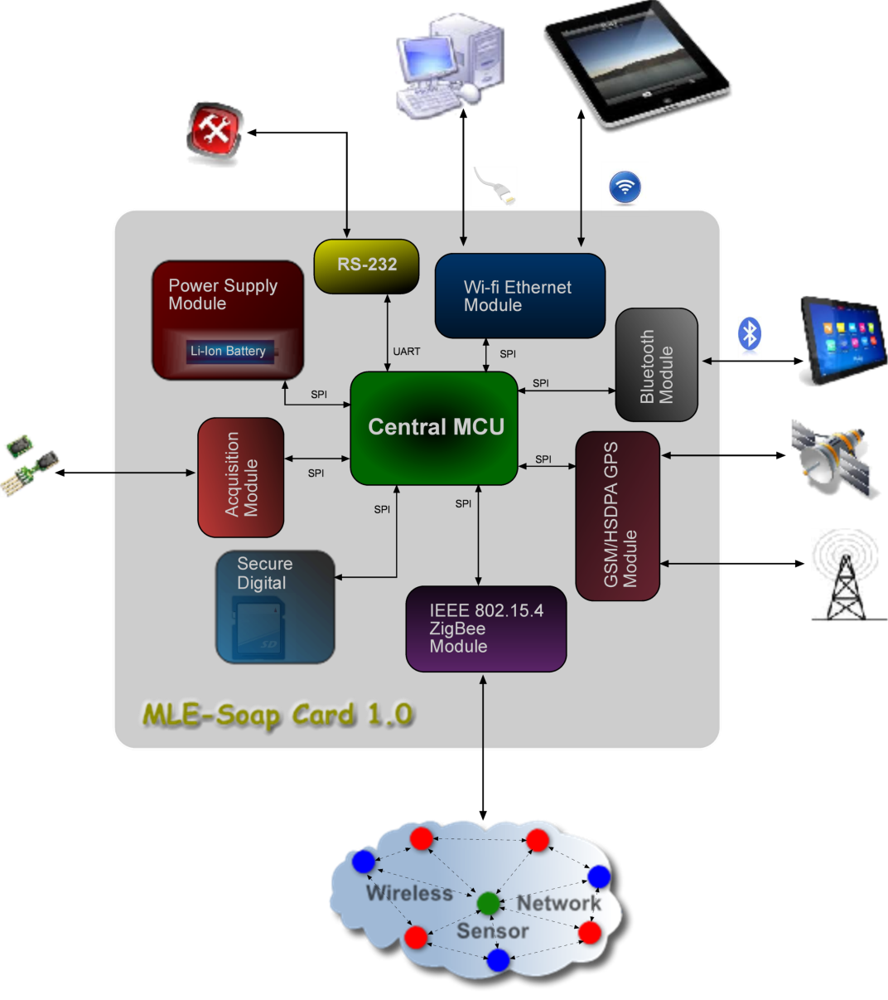 RS-232
Power Supply
Module
Li-Ion Battery
Wi-fi Ethernet
Module
UART
SPI
SPI
SPI
Bluetooth
Module
Central MCU
Acquisition
Module
SPI
SPI
GSM/HSDPA GPS
Module
SPI
SPI
Secure
Digital
SD
IEEE 802.15.4
ZigBee
Module
MLE-Soap Card 1.0
Wireless
Network
Sensor